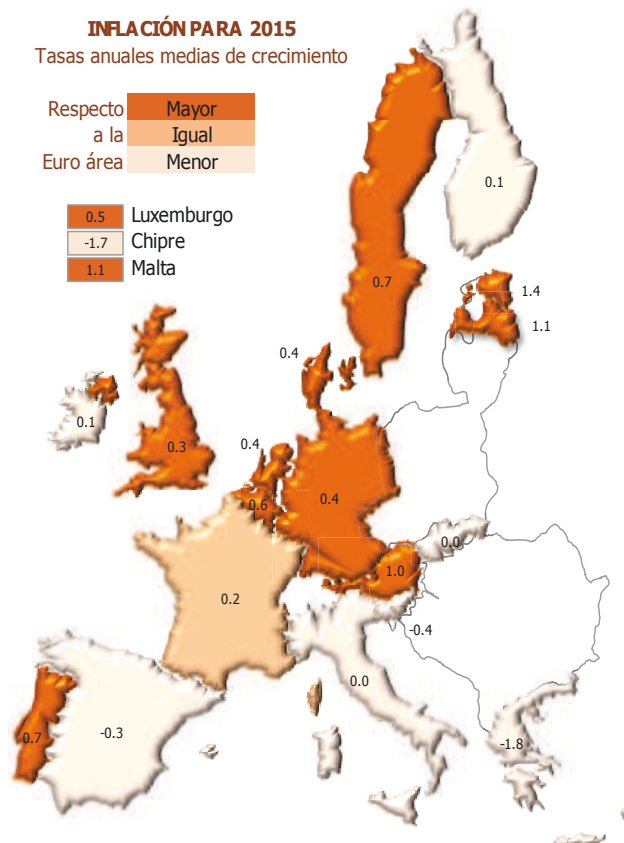 INFLACIÓN PARA 2015
Tasas anuales medias de crecimiento
Respecto Mayor
a la Igual
Euro área Menor
0.5 Luxemburgo
-1.7 Chipre
1.1 Malta
0.1
0.7
1.4
1.1
0.4
0.1
0.3
0.4
0.6
0.4
0.0
1.0
0.2
-0.4
0.0
0.7
-0.3
-1.8